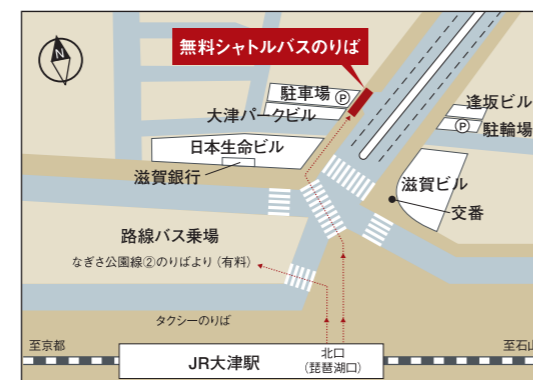 N
無料シャトルバスのりば
駐車場 P
大津パークビル
逢坂ビル
P 駐輪場
日本生命ビル
滋賀銀行
滋賀ビル
交番
路線バス乗場
なぎさ公園線②のりばより（有料）
タクシーのりば
至京都
JR大津駅
北口
（琵琶湖口）
至石山